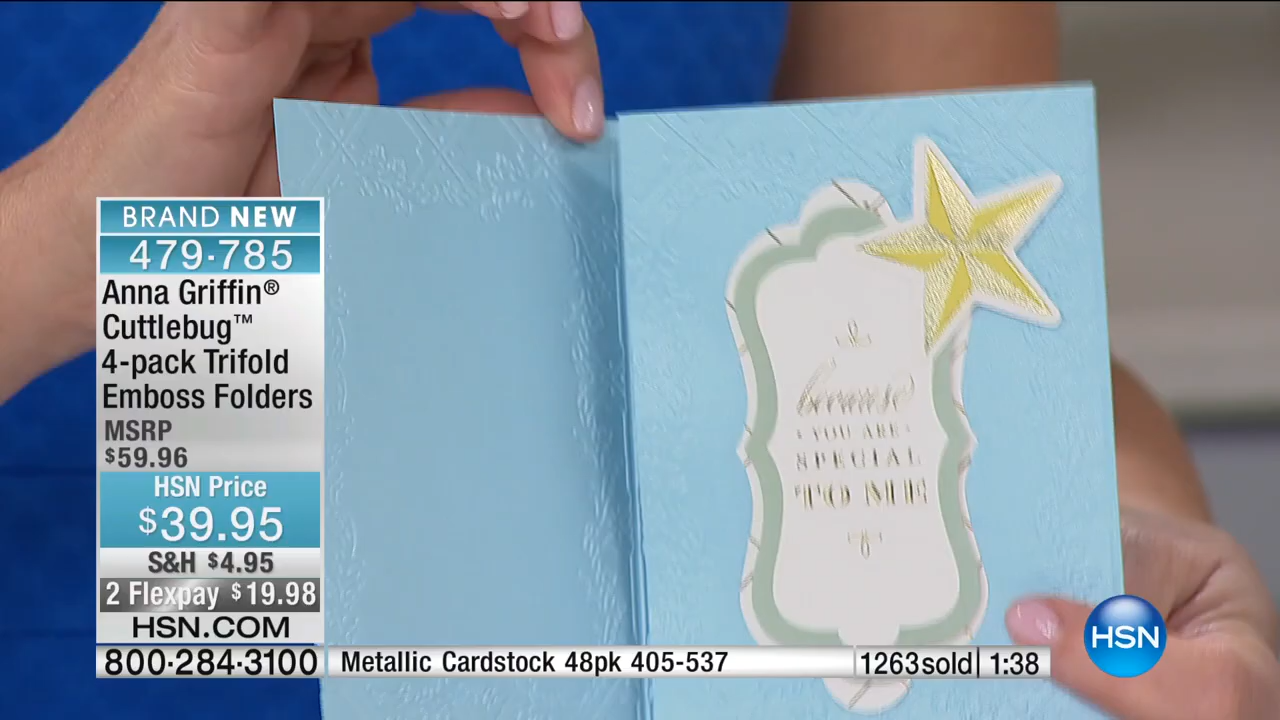 BRAND NEW
479·785
Anna Griffin®
Cuttlebug™
4-pack Trifold
Emboss Folders
MSRP
$59.96
HSN Price
$39.95
S&H $4.95
2 Flexpay $19.98
HSN.COM
800·284·3100
Metallic Cardstock 48pk 405-537
1263sold
1:38
HSN
YOU ARE
SPECIAL
TO ME